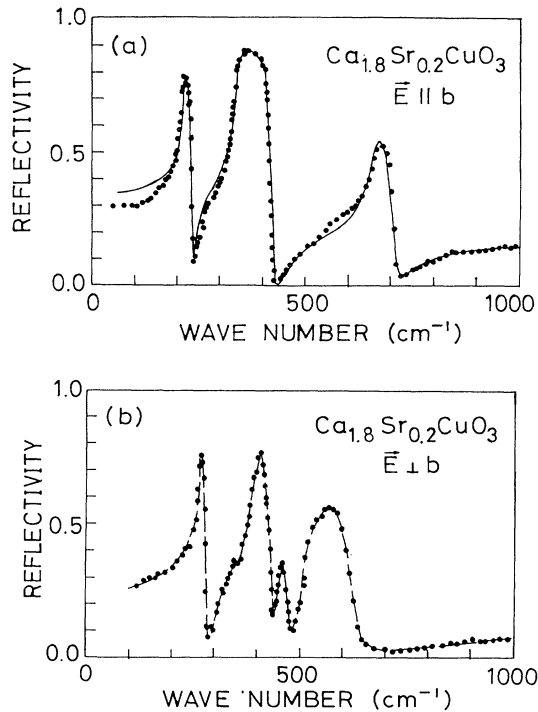 1.0
(a)
Ca1.8Sr0.2CuO3
E⃗ || b
REFLECTIVITY
0.5
0.0
0
500
1000
WAVE NUMBER (cm⁻¹)
1.0
(b)
Ca1.8Sr0.2CuO3
E⃗ ⊥ b
REFLECTIVITY
0.5
0.0
0
500
1000
WAVE NUMBER (cm⁻¹)